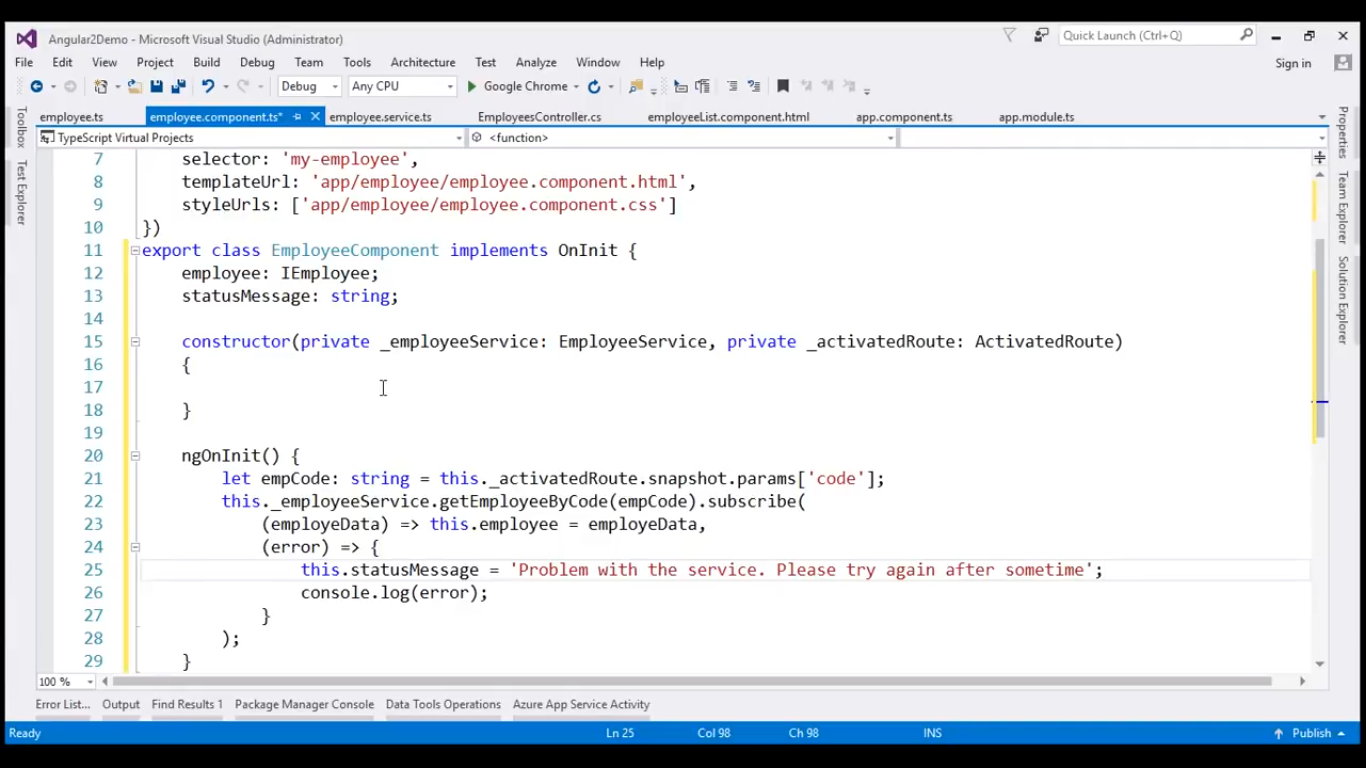 Angular2Demo - Microsoft Visual Studio (Administrator)
Quick Launch (Ctrl+Q)
File Edit View Project Build Debug Team Tools Architecture Test Analyze Window Help
Sign in
Debug Any CPU Google Chrome
employee.ts employee.component.ts* employee.service.ts EmployeesController.cs employeeList.component.html app.component.ts app.module.ts
TypeScript Virtual Projects <function>
Toolbox
Test Explorer
7 selector: 'my-employee',
8 templateUrl: 'app/employee/employee.component.html',
9 styleUrls: ['app/employee/employee.component.css']
10 })
11 export class EmployeeComponent implements OnInit {
12 employee: IEmployee;
13 statusMessage: string;
14
15 constructor(private _employeeService: EmployeeService, private _activatedRoute: ActivatedRoute)
16 {
17
18 }
19
20 ngOnInit() {
21 let empCode: string = this._activatedRoute.snapshot.params['code'];
22 this._employeeService.getEmployeeByCode(empCode).subscribe(
23 (employeData) => this.employee = employeData,
24 (error) => {
25 this.statusMessage = 'Problem with the service. Please try again after sometime';
26 console.log(error);
27 }
28 );
29 }
Properties
Team Explorer
Solution Explorer
100 %
Error List... Output Find Results 1 Package Manager Console Data Tools Operations Azure App Service Activity
Ready Ln 25 Col 98 Ch 98 INS Publish